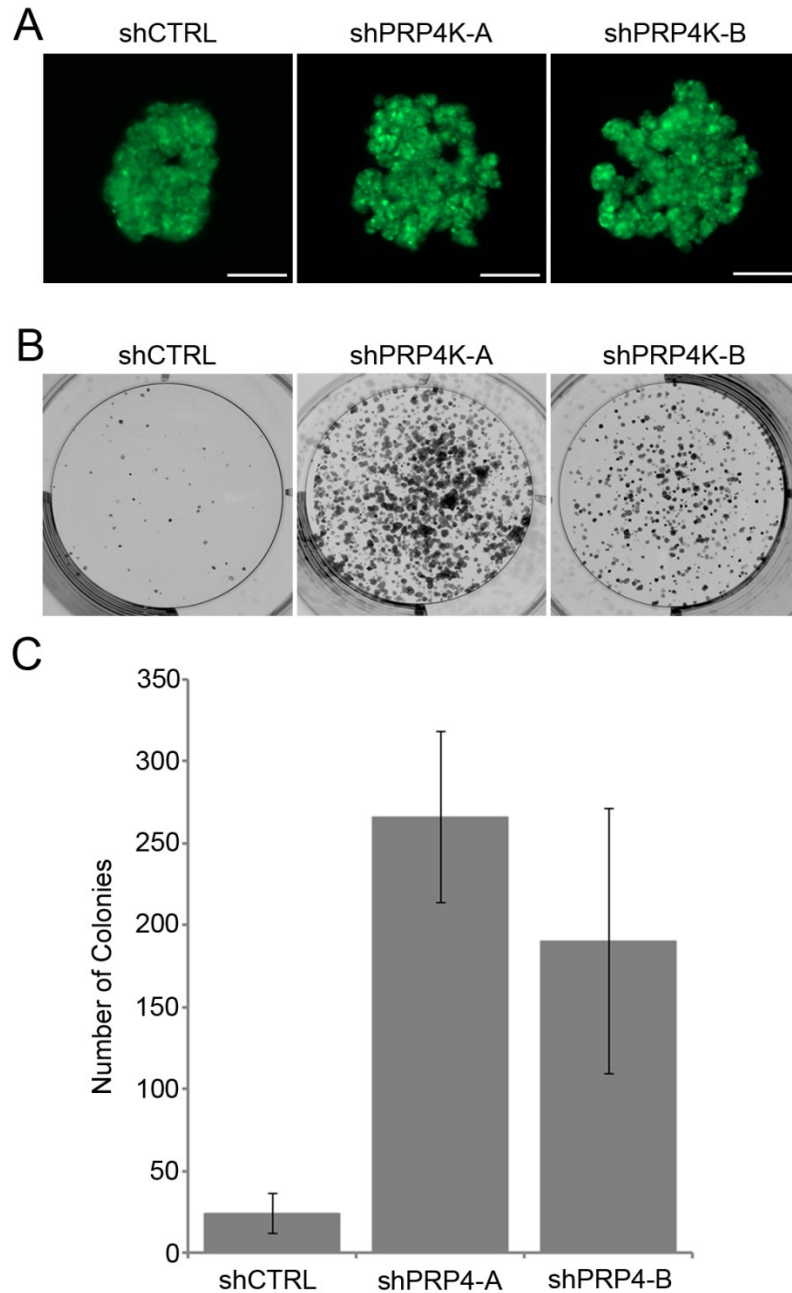 A
shCTRL shPRP4K-A shPRP4K-B
B
shCTRL shPRP4K-A shPRP4K-B
C
350
300
250
200
150
100
50
0
Number of Colonies
shCTRL shPRP4-A shPRP4-B